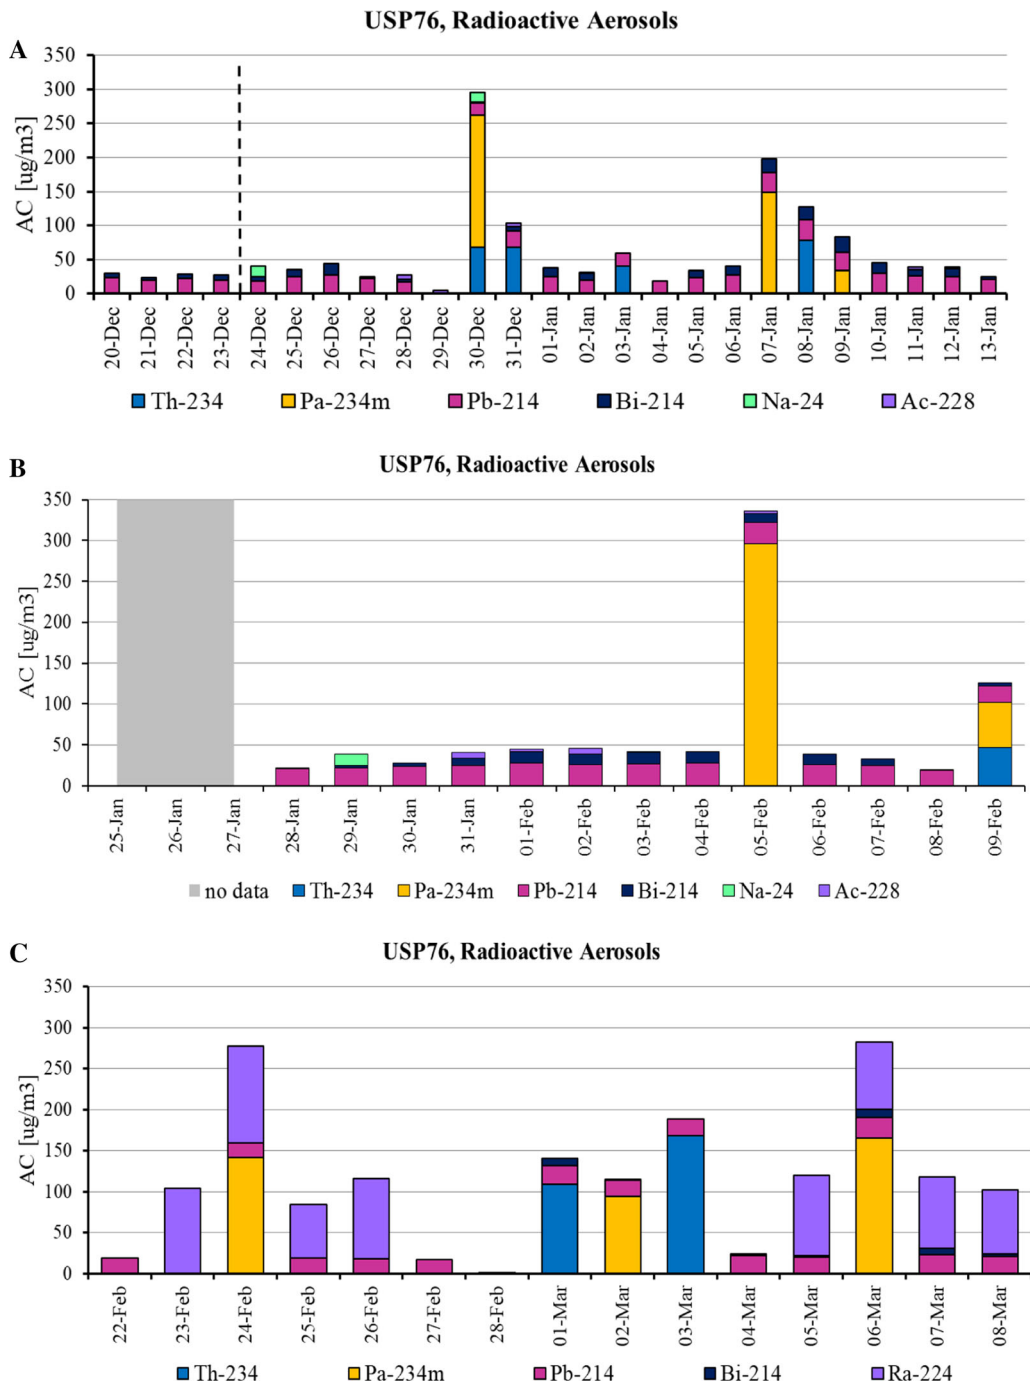 USP76, Radioactive Aerosols
A
350
300
250
200
150
100
50
0
AC [ug/m3]
20-Dec 21-Dec 22-Dec 23-Dec 24-Dec 25-Dec 26-Dec 27-Dec 28-Dec 29-Dec 30-Dec 31-Dec 01-Jan 02-Jan 03-Jan 04-Jan 05-Jan 06-Jan 07-Jan 08-Jan 09-Jan 10-Jan 11-Jan 12-Jan 13-Jan
Th-234 Pa-234m Pb-214 Bi-214 Na-24 Ac-228
B
USP76, Radioactive Aerosols
350
300
250
200
150
100
50
0
AC [ug/m3]
25-Jan 26-Jan 27-Jan 28-Jan 29-Jan 30-Jan 31-Jan 01-Feb 02-Feb 03-Feb 04-Feb 05-Feb 06-Feb 07-Feb 08-Feb 09-Feb
no data Th-234 Pa-234m Pb-214 Bi-214 Na-24 Ac-228
C
USP76, Radioactive Aerosols
350
300
250
200
150
100
50
0
AC [ug/m3]
22-Feb 23-Feb 24-Feb 25-Feb 26-Feb 27-Feb 28-Feb 01-Mar 02-Mar 03-Mar 04-Mar 05-Mar 06-Mar 07-Mar 08-Mar
Th-234 Pa-234m Pb-214 Bi-214 Ra-224